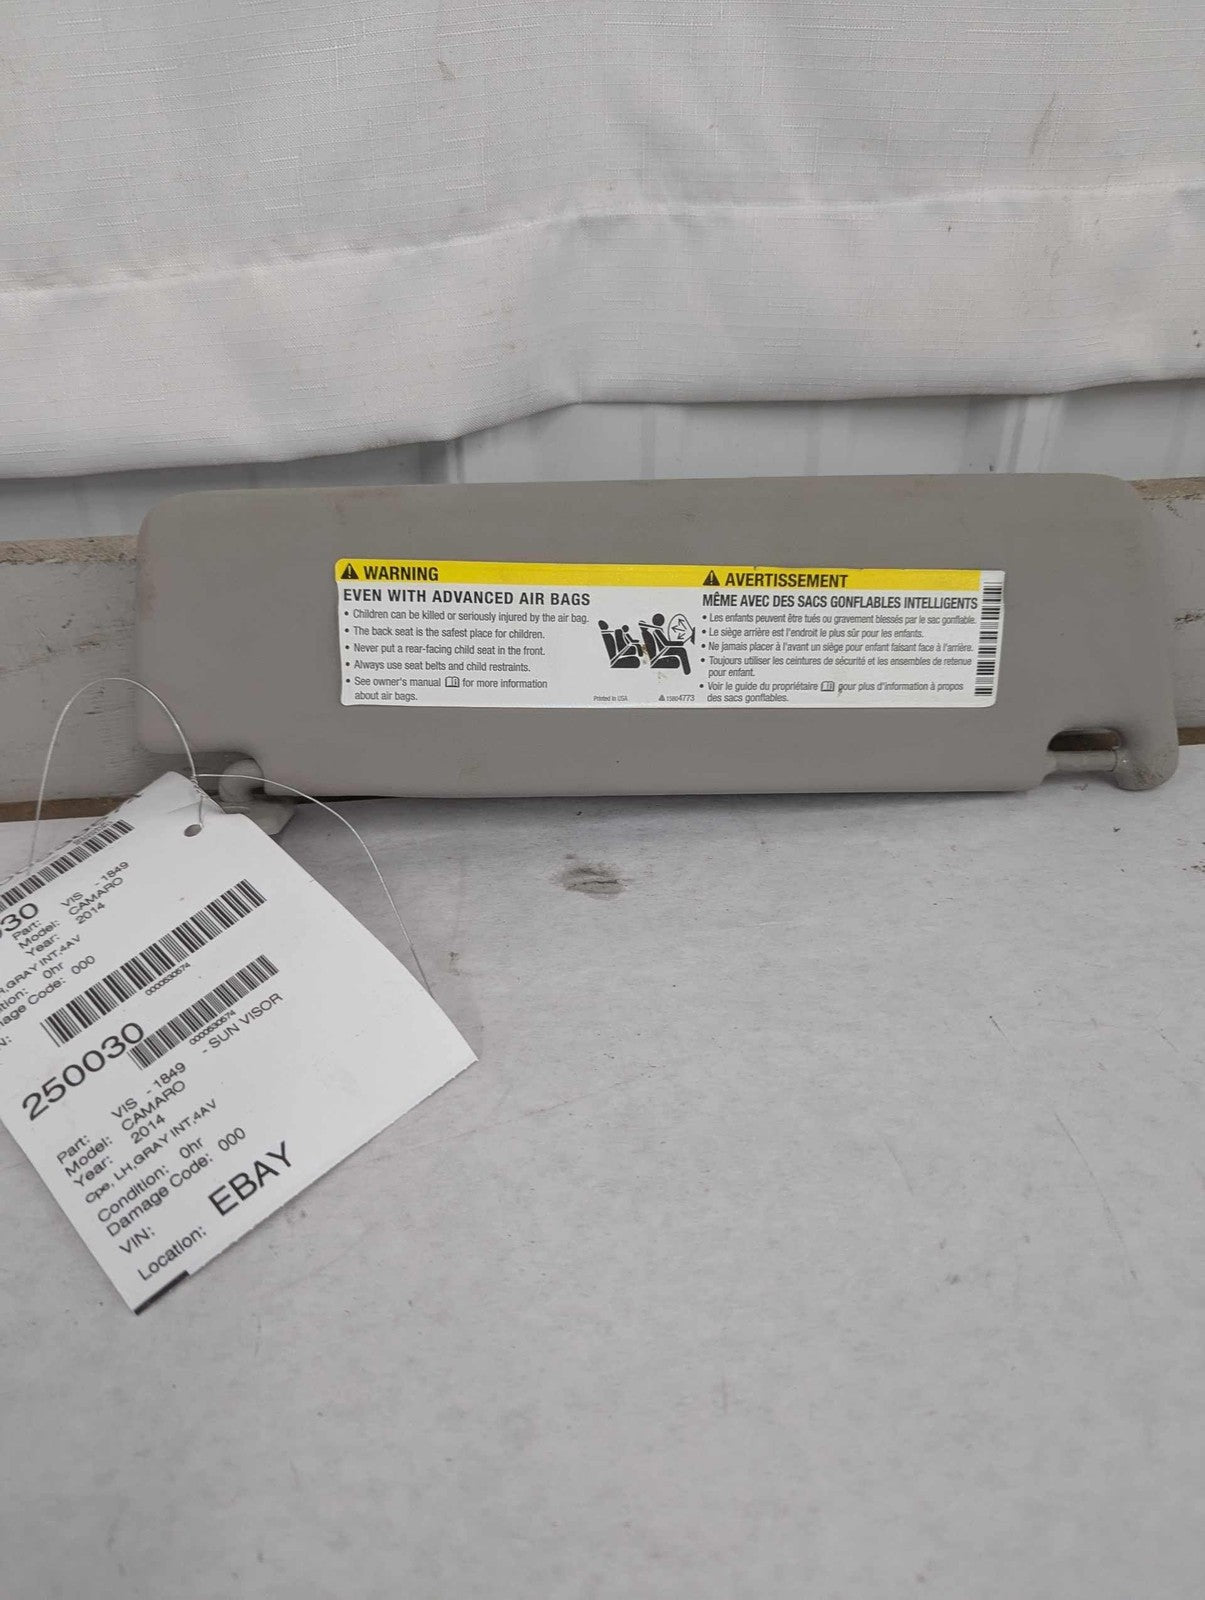 WARNING
EVEN WITH ADVANCED AIR BAGS
• Children can be killed or seriously injured by the air bag.
• The back seat is the safest place for children.
• Never put a rear-facing child seat in the front.
• Always use seat belts and child restraints.
• See owner's manual for more information
about air bags.
Printed in USA
15804773
AVERTISSEMENT
MÊME AVEC DES SACS GONFLABLES INTELLIGENTS
• Les enfants peuvent être tués ou gravement blessés par le sac gonflable.
• Le siège arrière est l'endroit le plus sûr pour les enfants.
• Ne jamais placer à l'avant un siège pour enfant faisant face à l'arrière.
• Toujours utiliser les ceintures de sécurité et les ensembles de retenue
pour enfant.
• Voir le guide du propriétaire pour plus d'information à propos
des sacs gonflables.
030
Part: VIS - 1849
Model: CAMARO
Year: 2014
GRAY INT,4AV
0hr
Code: 000
0000530574
250030
0000530574
Part: VIS - 1849 - SUN VISOR
Model: CAMARO
Year: 2014
cpe, LH,GRAY INT,4AV
Condition: 0hr
Damage Code: 000
VIN:
Location: EBAY